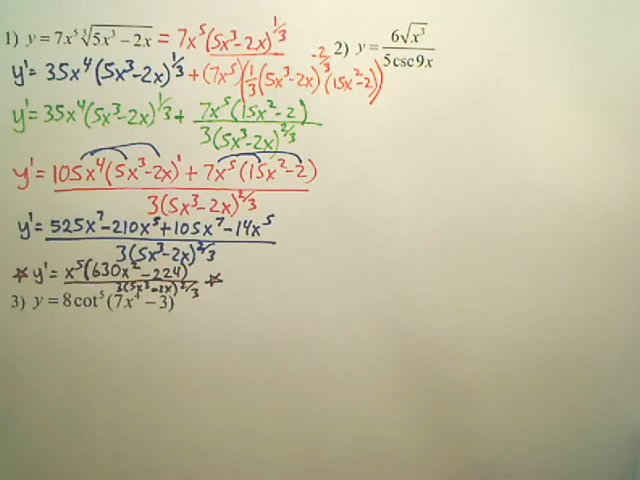 1) y = 7x⁵ ∛(5x³ − 2x) = 7x⁵(5x³−2x)^(1/3)
y' = 35x⁴(5x³−2x)^(1/3) + (7x⁵)(1/3(5x³−2x)^(−2/3)(15x²−2))
y' = 35x⁴(5x³−2x)^(1/3) + 7x⁵(15x²−2) / 3(5x³−2x)^(2/3)
y' = 105x⁴(5x³−2x)¹ + 7x⁵(15x²−2) / 3(5x³−2x)^(2/3)
y' = 525x⁷−210x⁵+105x⁷−14x⁵ / 3(5x³−2x)^(2/3)
☆ y' = x⁵(630x²−224) / 3(5x³−2x)^(2/3) ☆
3) y = 8cot⁵(7x⁴ − 3)
2) y = 6√x³ / 5csc9x